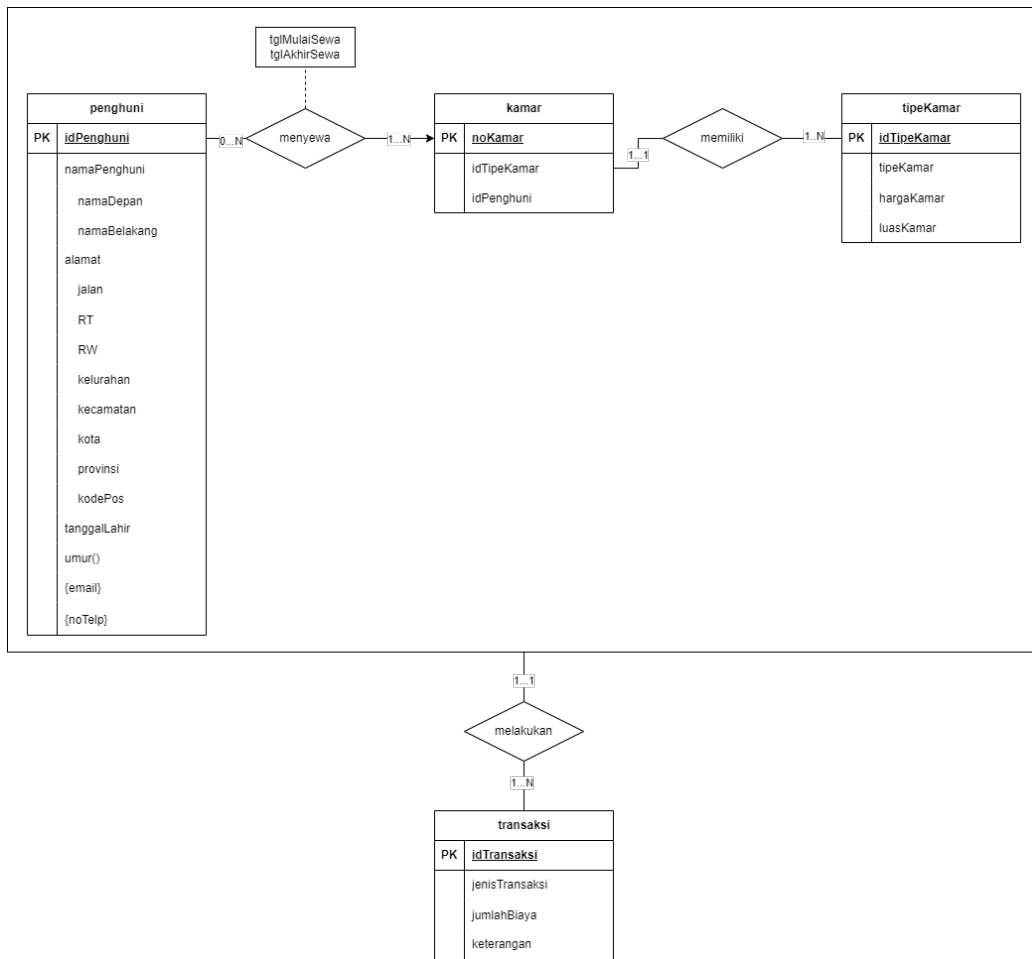 tglMulaiSewa
tglAkhirSewa
penghuni
PK idPenghuni
namaPenghuni
namaDepan
namaBelakang
alamat
jalan
RT
RW
kelurahan
kecamatan
kota
provinsi
kodePos
tanggalLahir
umur()
{email}
{noTelp}
0...N
menyewa
1...N
kamar
PK noKamar
idTipeKamar
idPenghuni
1...1
memiliki
1...N
tipeKamar
PK idTipeKamar
tipeKamar
hargaKamar
luasKamar
1...1
melakukan
1...N
transaksi
PK idTransaksi
jenisTransaksi
jumlahBiaya
keterangan